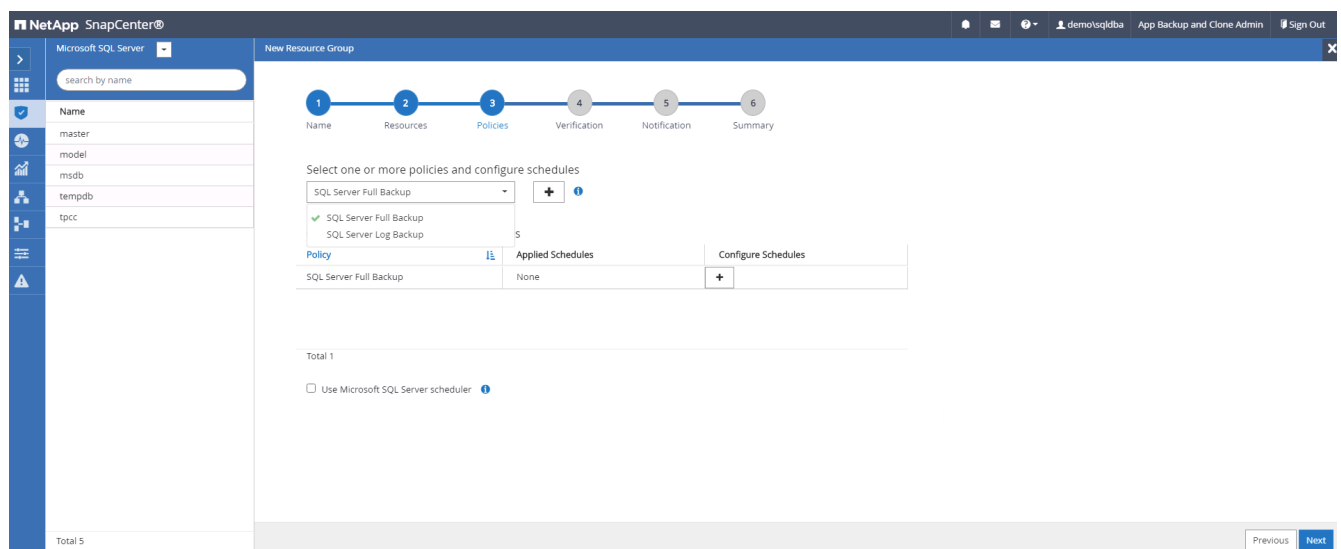 NetApp SnapCenter®
demo\sqldba App Backup and Clone Admin Sign Out
Microsoft SQL Server
New Resource Group
search by name
Name
master
model
msdb
tempdb
tpcc
Total 5
1 2 3 4 5 6
Name Resources Policies Verification Notification Summary
Select one or more policies and configure schedules
SQL Server Full Backup
SQL Server Full Backup
SQL Server Log Backup
s
Policy Applied Schedules Configure Schedules
SQL Server Full Backup None
Total 1
Use Microsoft SQL Server scheduler
Previous Next